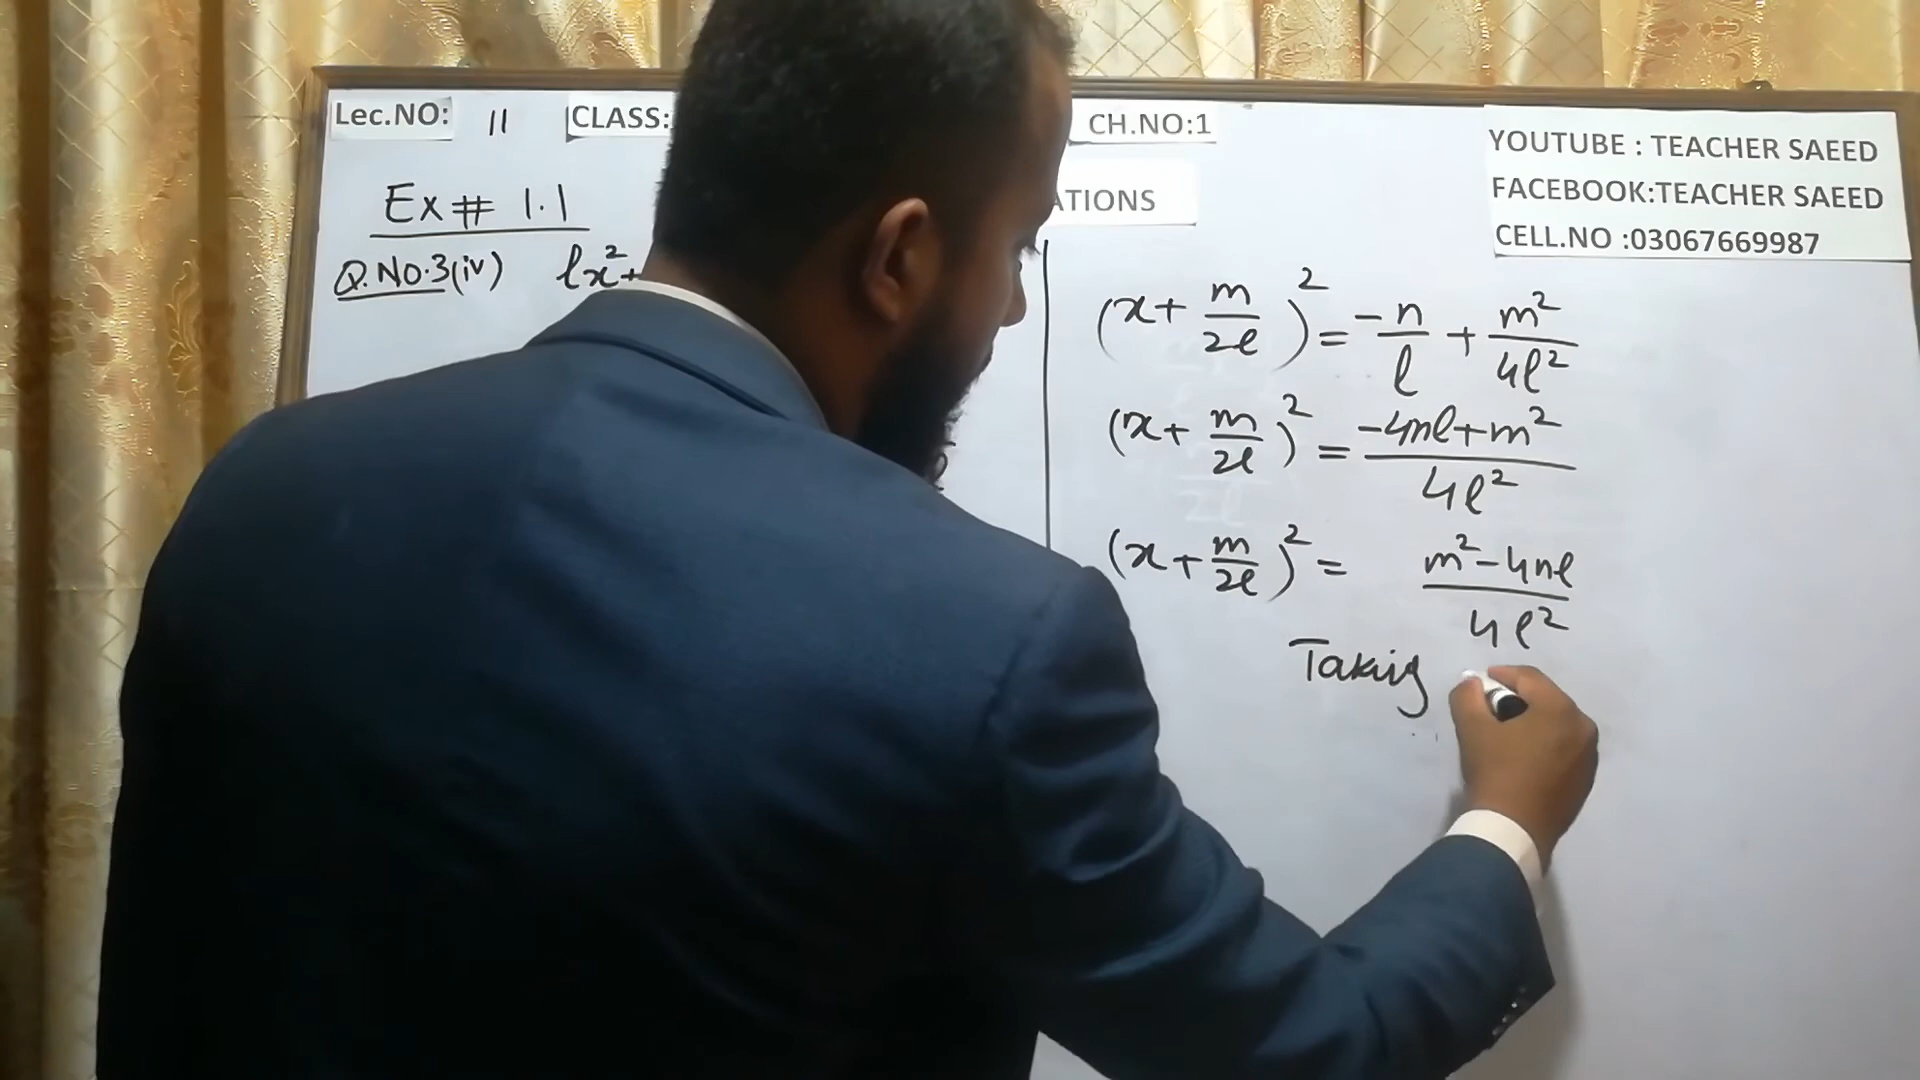 Lec.NO: 11 CLASS: CH.NO:1
ATIONS
YOUTUBE : TEACHER SAEED
FACEBOOK:TEACHER SAEED
CELL.NO :03067669987
Ex# 1.1
Q.No.3(iv) lx²+
(x + m/2l)² = -n/l + m²/4l²
(x + m/2l)² = -4nl+m²/4l²
(x + m/2l)² = m²-4nl/4l²
Taking